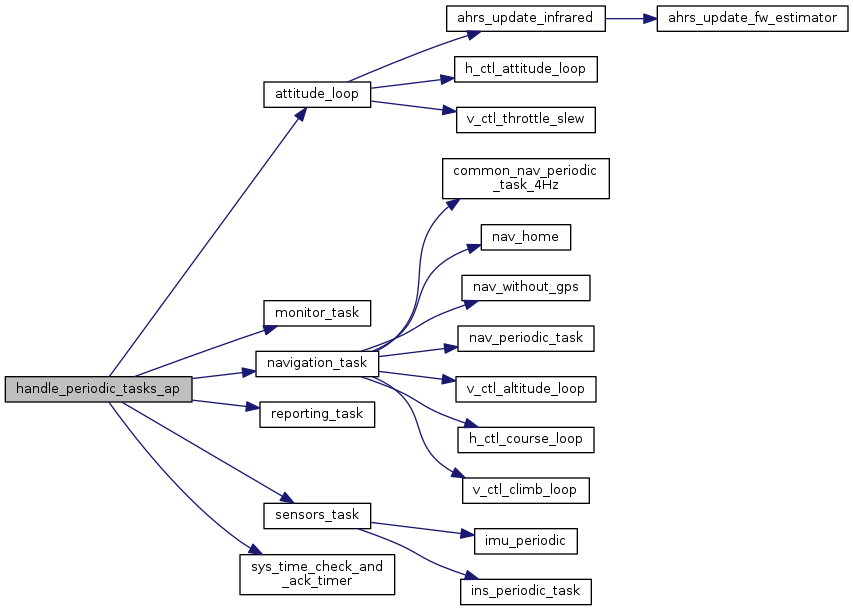 ahrs_update_infrared
ahrs_update_fw_estimator
h_ctl_attitude_loop
attitude_loop
v_ctl_throttle_slew
common_nav_periodic
_task_4Hz
nav_home
nav_without_gps
monitor_task
nav_periodic_task
navigation_task
handle_periodic_tasks_ap
v_ctl_altitude_loop
reporting_task
h_ctl_course_loop
v_ctl_climb_loop
sensors_task
imu_periodic
sys_time_check_and
_ack_timer
ins_periodic_task